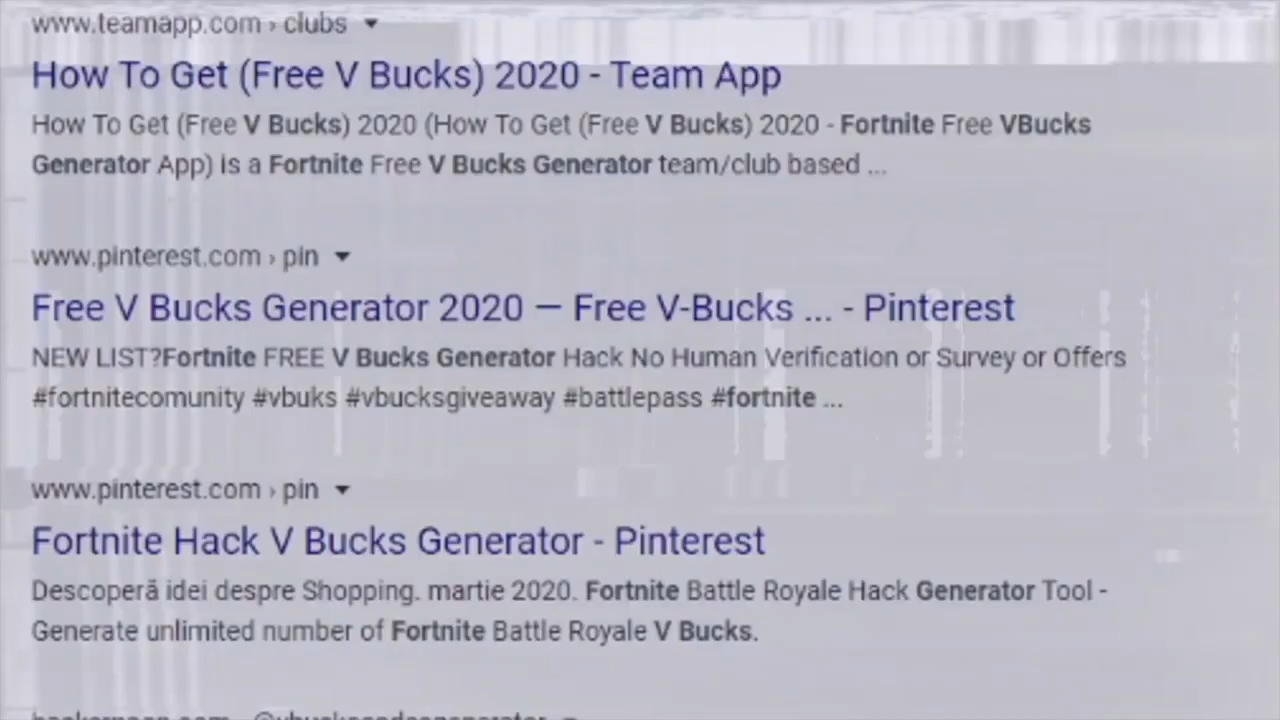 www.teamapp.com › clubs
How To Get (Free V Bucks) 2020 - Team App
How To Get (Free V Bucks) 2020 (How To Get (Free V Bucks) 2020 - Fortnite Free VBucks
Generator App) is a Fortnite Free V Bucks Generator team/club based ...
www.pinterest.com › pin
Free V Bucks Generator 2020 — Free V-Bucks ... - Pinterest
NEW LIST?Fortnite FREE V Bucks Generator Hack No Human Verification or Survey or Offers
#fortnitecomunity #vbuks #vbucksgiveaway #battlepass #fortnite ...
www.pinterest.com › pin
Fortnite Hack V Bucks Generator - Pinterest
Descoperă idei despre Shopping. martie 2020. Fortnite Battle Royale Hack Generator Tool -
Generate unlimited number of Fortnite Battle Royale V Bucks.